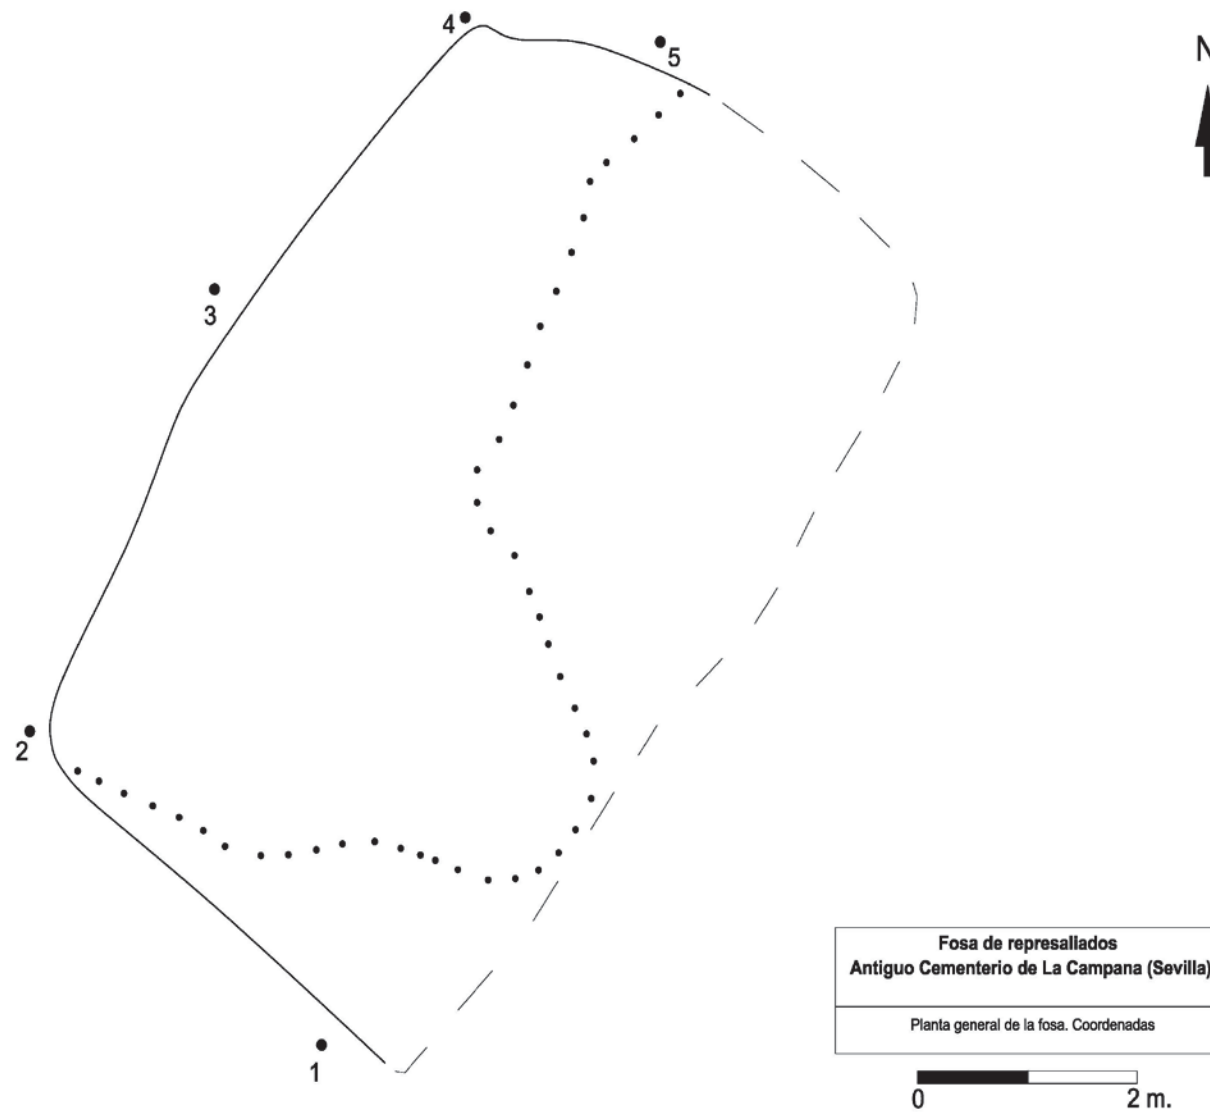 4
5
N
3
2
1
Fosa de represaliados
Antiguo Cementerio de La Campana (Sevilla)
Planta general de la fosa. Coordenadas
0 2 m.